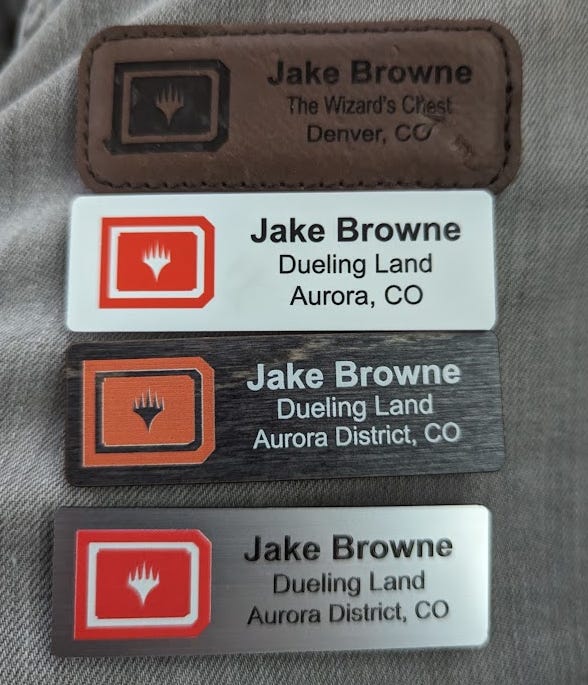 Jake Browne
The Wizard's Chest
Denver, CO
Jake Browne
Dueling Land
Aurora, CO
Jake Browne
Dueling Land
Aurora District, CO
Jake Browne
Dueling Land
Aurora District, CO